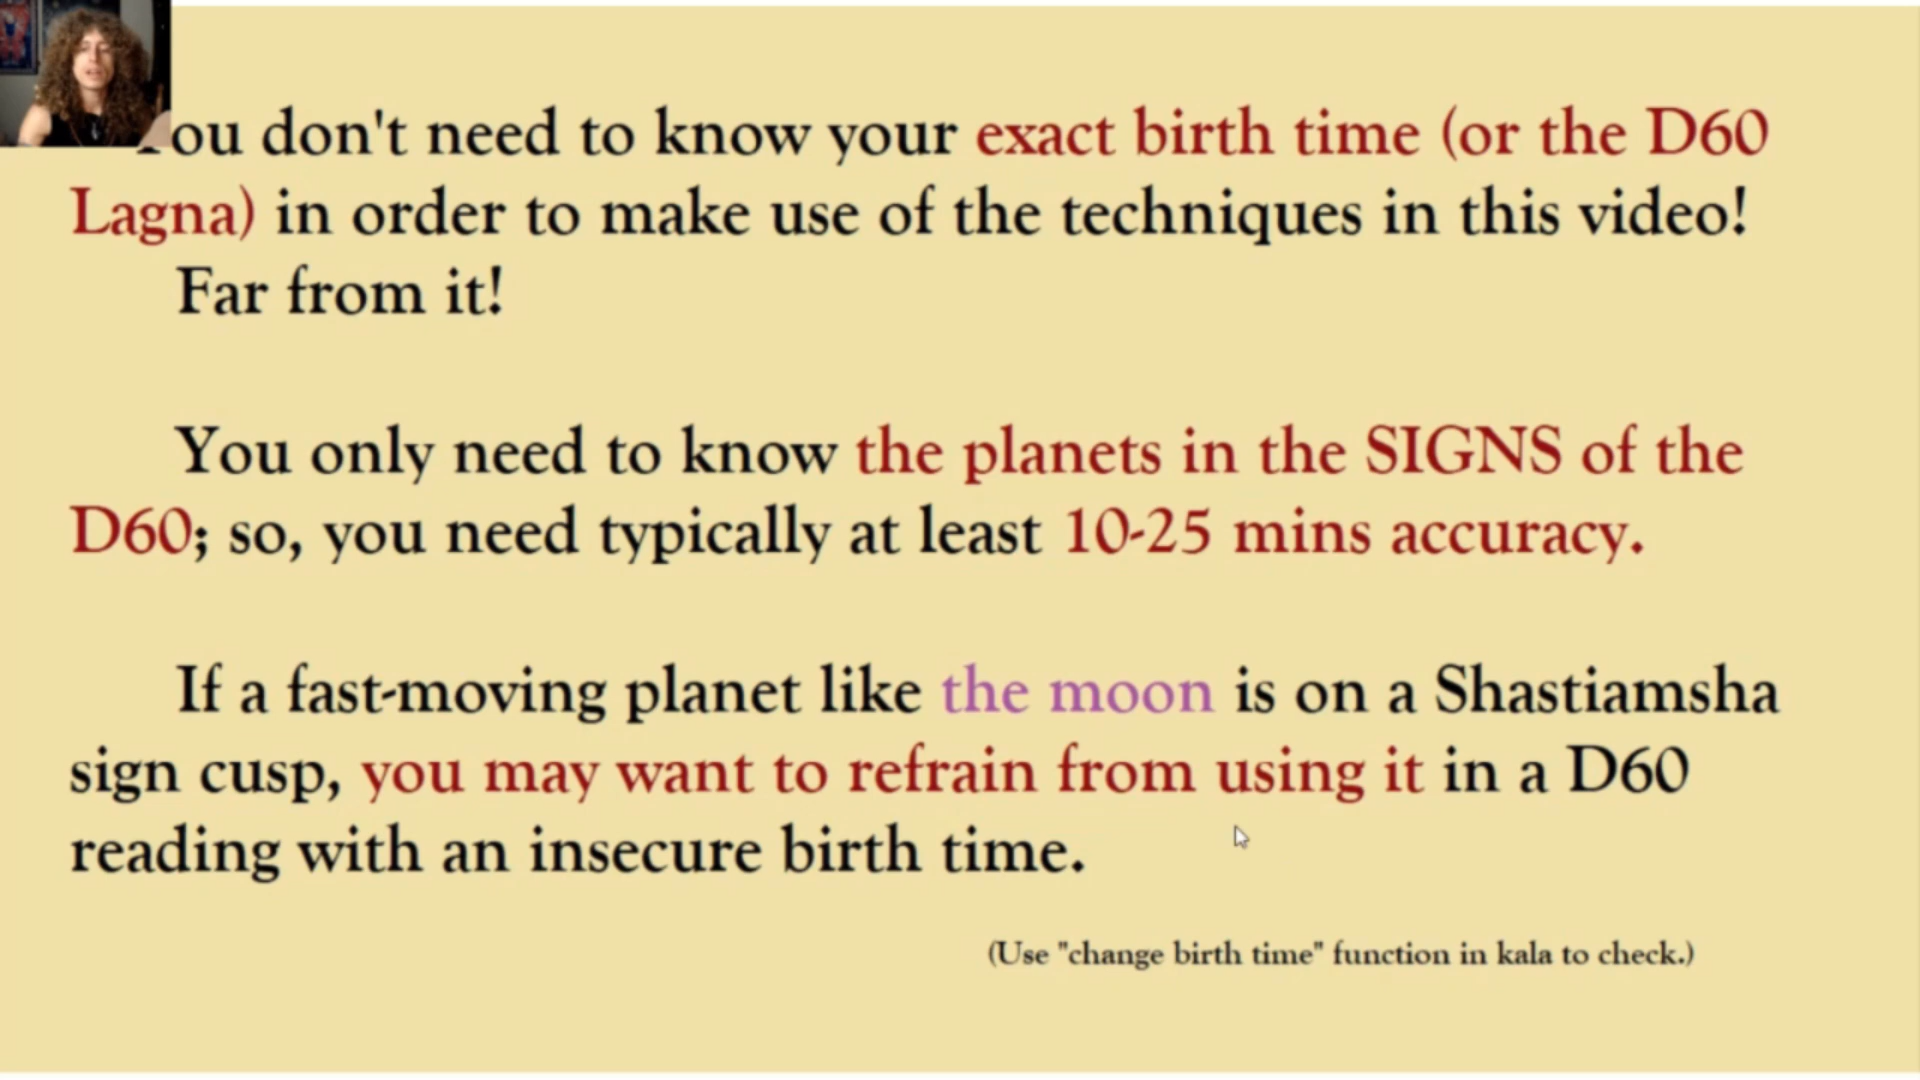 You don't need to know your exact birth time (or the D60
Lagna) in order to make use of the techniques in this video!
Far from it!
You only need to know the planets in the SIGNS of the
D60; so, you need typically at least 10-25 mins accuracy.
If a fast-moving planet like the moon is on a Shastiamsha
sign cusp, you may want to refrain from using it in a D60
reading with an insecure birth time.
(Use "change birth time" function in kala to check.)